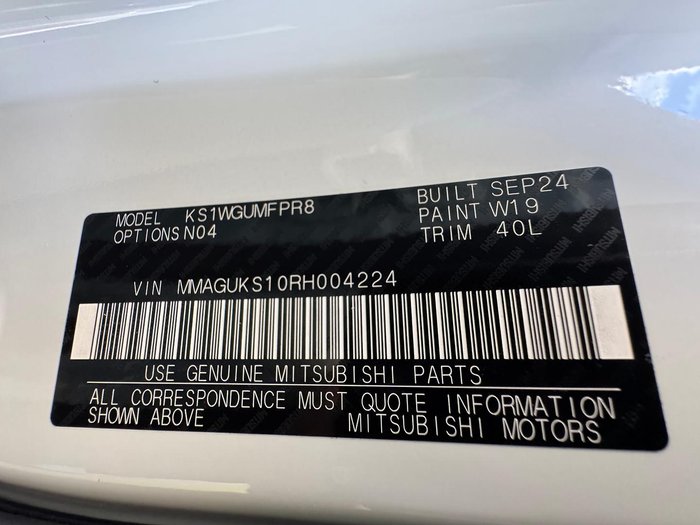 MODEL KS1WGUMFPR8 BUILT SEP24
OPTIONS N04 PAINT W19
TRIM 40L
VIN MMAGUKS10RH004224
USE GENUINE MITSUBISHI PARTS
ALL CORRESPONDENCE MUST QUOTE INFORMATION
SHOWN ABOVE MITSUBISHI MOTORS